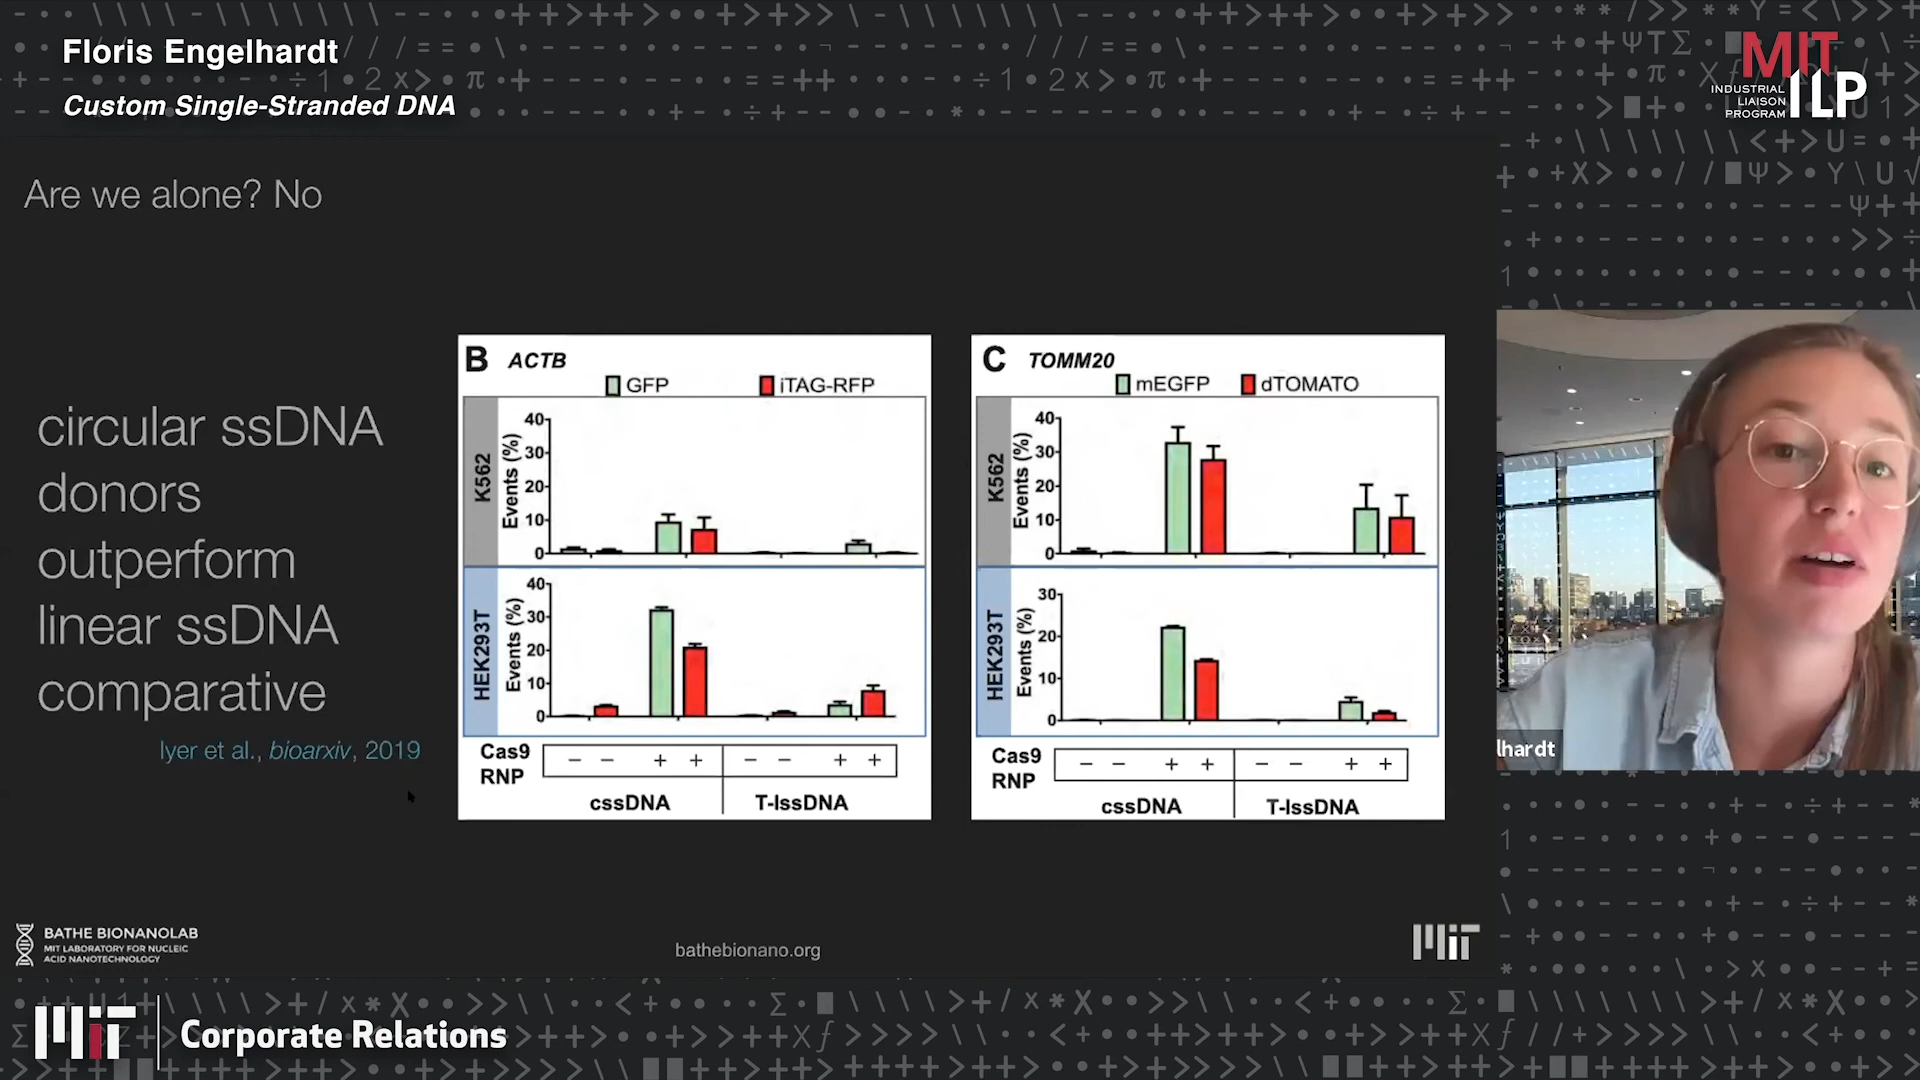 Floris Engelhardt
Custom Single-Stranded DNA
MIT
INDUSTRIAL
LIAISON
PROGRAM
ILP
Are we alone? No
circular ssDNA
donors
outperform
linear ssDNA
comparative
Iyer et al., bioarxiv, 2019
B ACTB
GFP iTAG-RFP
K562
Events (%)
40
30
20
10
0
HEK293T
Events (%)
40
30
20
10
0
Cas9
RNP
− − + + − − + +
cssDNA T-lssDNA
C TOMM20
mEGFP dTOMATO
K562
Events (%)
40
30
20
10
0
HEK293T
Events (%)
30
20
10
0
Cas9
RNP
− − + + − − + +
cssDNA T-lssDNA
lhardt
BATHE BIONANOLAB
MIT LABORATORY FOR NUCLEIC
ACID NANOTECHNOLOGY
bathebionano.org
MIT
MIT Corporate Relations